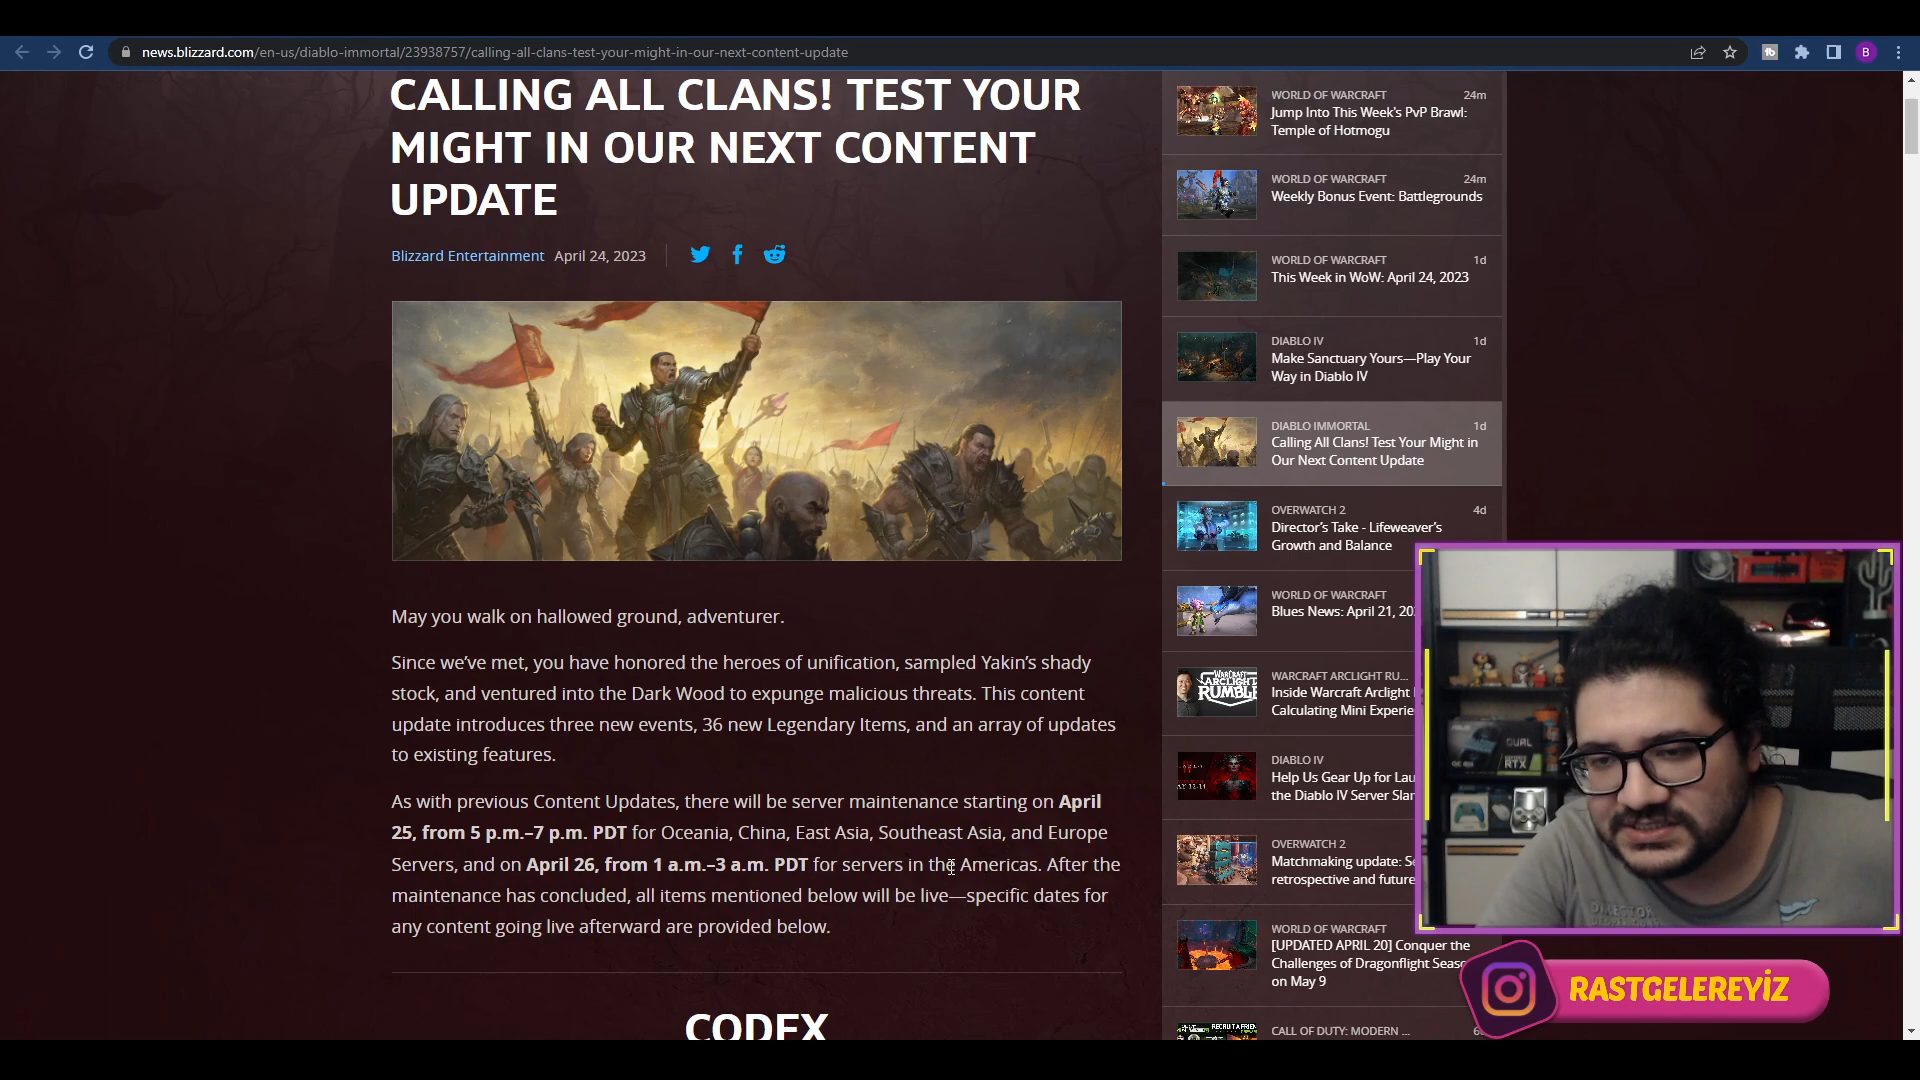 news.blizzard.com/en-us/diablo-immortal/23938757/calling-all-clans-test-your-might-in-our-next-content-update
B
CALLING ALL CLANS! TEST YOUR
MIGHT IN OUR NEXT CONTENT
UPDATE
Blizzard Entertainment April 24, 2023
May you walk on hallowed ground, adventurer.
Since we've met, you have honored the heroes of unification, sampled Yakin's shady
stock, and ventured into the Dark Wood to expunge malicious threats. This content
update introduces three new events, 36 new Legendary Items, and an array of updates
to existing features.
As with previous Content Updates, there will be server maintenance starting on April
25, from 5 p.m.–7 p.m. PDT for Oceania, China, East Asia, Southeast Asia, and Europe
Servers, and on April 26, from 1 a.m.–3 a.m. PDT for servers in the Americas. After the
maintenance has concluded, all items mentioned below will be live—specific dates for
any content going live afterward are provided below.
CODEX
WORLD OF WARCRAFT 24m
Jump Into This Week's PvP Brawl:
Temple of Hotmogu
WORLD OF WARCRAFT 24m
Weekly Bonus Event: Battlegrounds
WORLD OF WARCRAFT 1d
This Week in WoW: April 24, 2023
DIABLO IV 1d
Make Sanctuary Yours—Play Your
Way in Diablo IV
DIABLO IMMORTAL 1d
Calling All Clans! Test Your Might in
Our Next Content Update
OVERWATCH 2 4d
Director's Take - Lifeweaver's
Growth and Balance
WORLD OF WARCRAFT
Blues News: April 21, 20
WARCRAFT ARCLIGHT RU...
Inside Warcraft Arclight
Calculating Mini Experie
WARCRAFT
ARCLIGHT
RUMBL
DIABLO IV
Help Us Gear Up for Lau
the Diablo IV Server Slar
OVERWATCH 2
Matchmaking update: Se
retrospective and future
WORLD OF WARCRAFT
[UPDATED APRIL 20] Conquer the
Challenges of Dragonflight Seaso
on May 9
CALL OF DUTY: MODERN ...
RECRUIT A FRIEN
DUAL
RTX
RASTGELEREYİZ